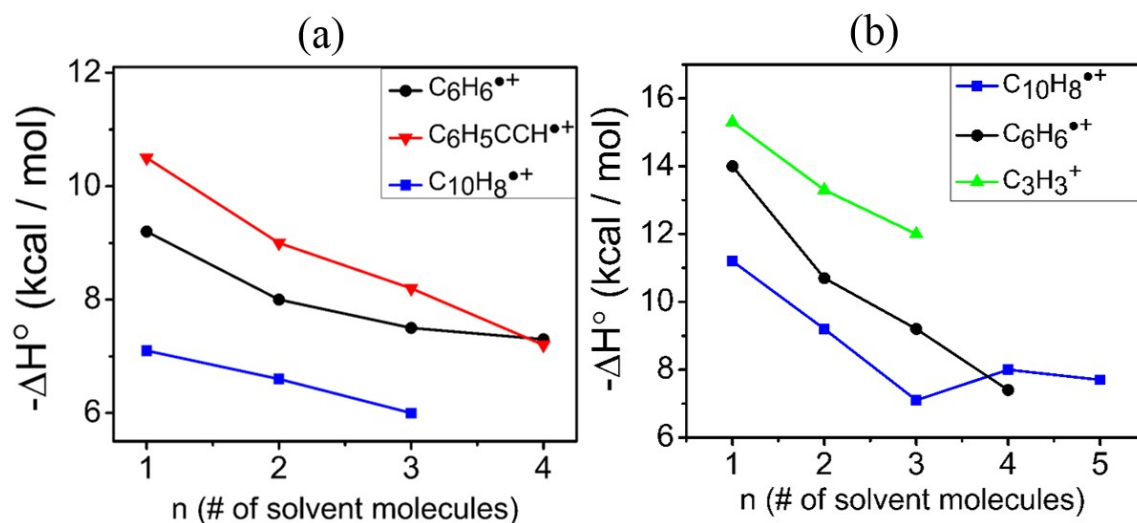 (a)
12
10
8
6
-ΔH° (kcal / mol)
C6H6•+
C6H5CCH•+
C10H8•+
1 2 3 4
n (# of solvent molecules)
(b)
16
14
12
10
8
6
-ΔH° (kcal / mol)
C10H8•+
C6H6•+
C3H3+
1 2 3 4 5
n (# of solvent molecules)